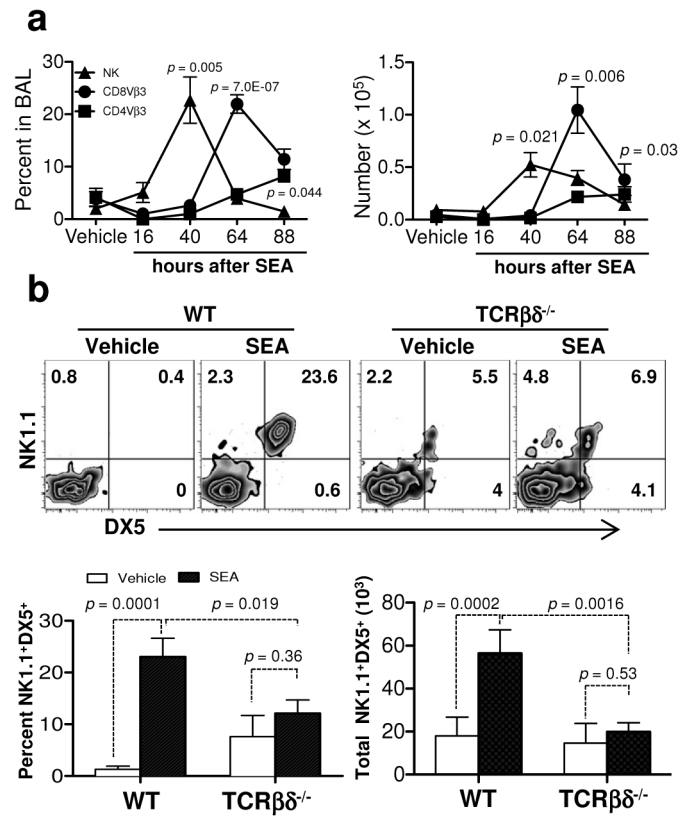 a
Percent in BAL
30
20
10
0
NK
CD8Vβ3
CD4Vβ3
p = 0.005
p = 7.0E-07
p = 0.044
Vehicle 16 40 64 88
hours after SEA
Number (x 10⁵)
1.5
1.0
0.5
0.0
p = 0.021
p = 0.006
p = 0.03
Vehicle 16 40 64 88
hours after SEA
b
WT TCRβδ-/-
Vehicle SEA Vehicle SEA
NK1.1
0.8 0.4 2.3 23.6 2.2 5.5 4.8 6.9
0 0.6 4 4.1
DX5
Vehicle SEA
Percent NK1.1⁺DX5⁺
30
20
10
0
p = 0.0001
p = 0.019
p = 0.36
WT TCRβδ-/-
Total NK1.1⁺DX5⁺ (10³)
80
60
40
20
0
p = 0.0002
p = 0.0016
p = 0.53
WT TCRβδ-/-